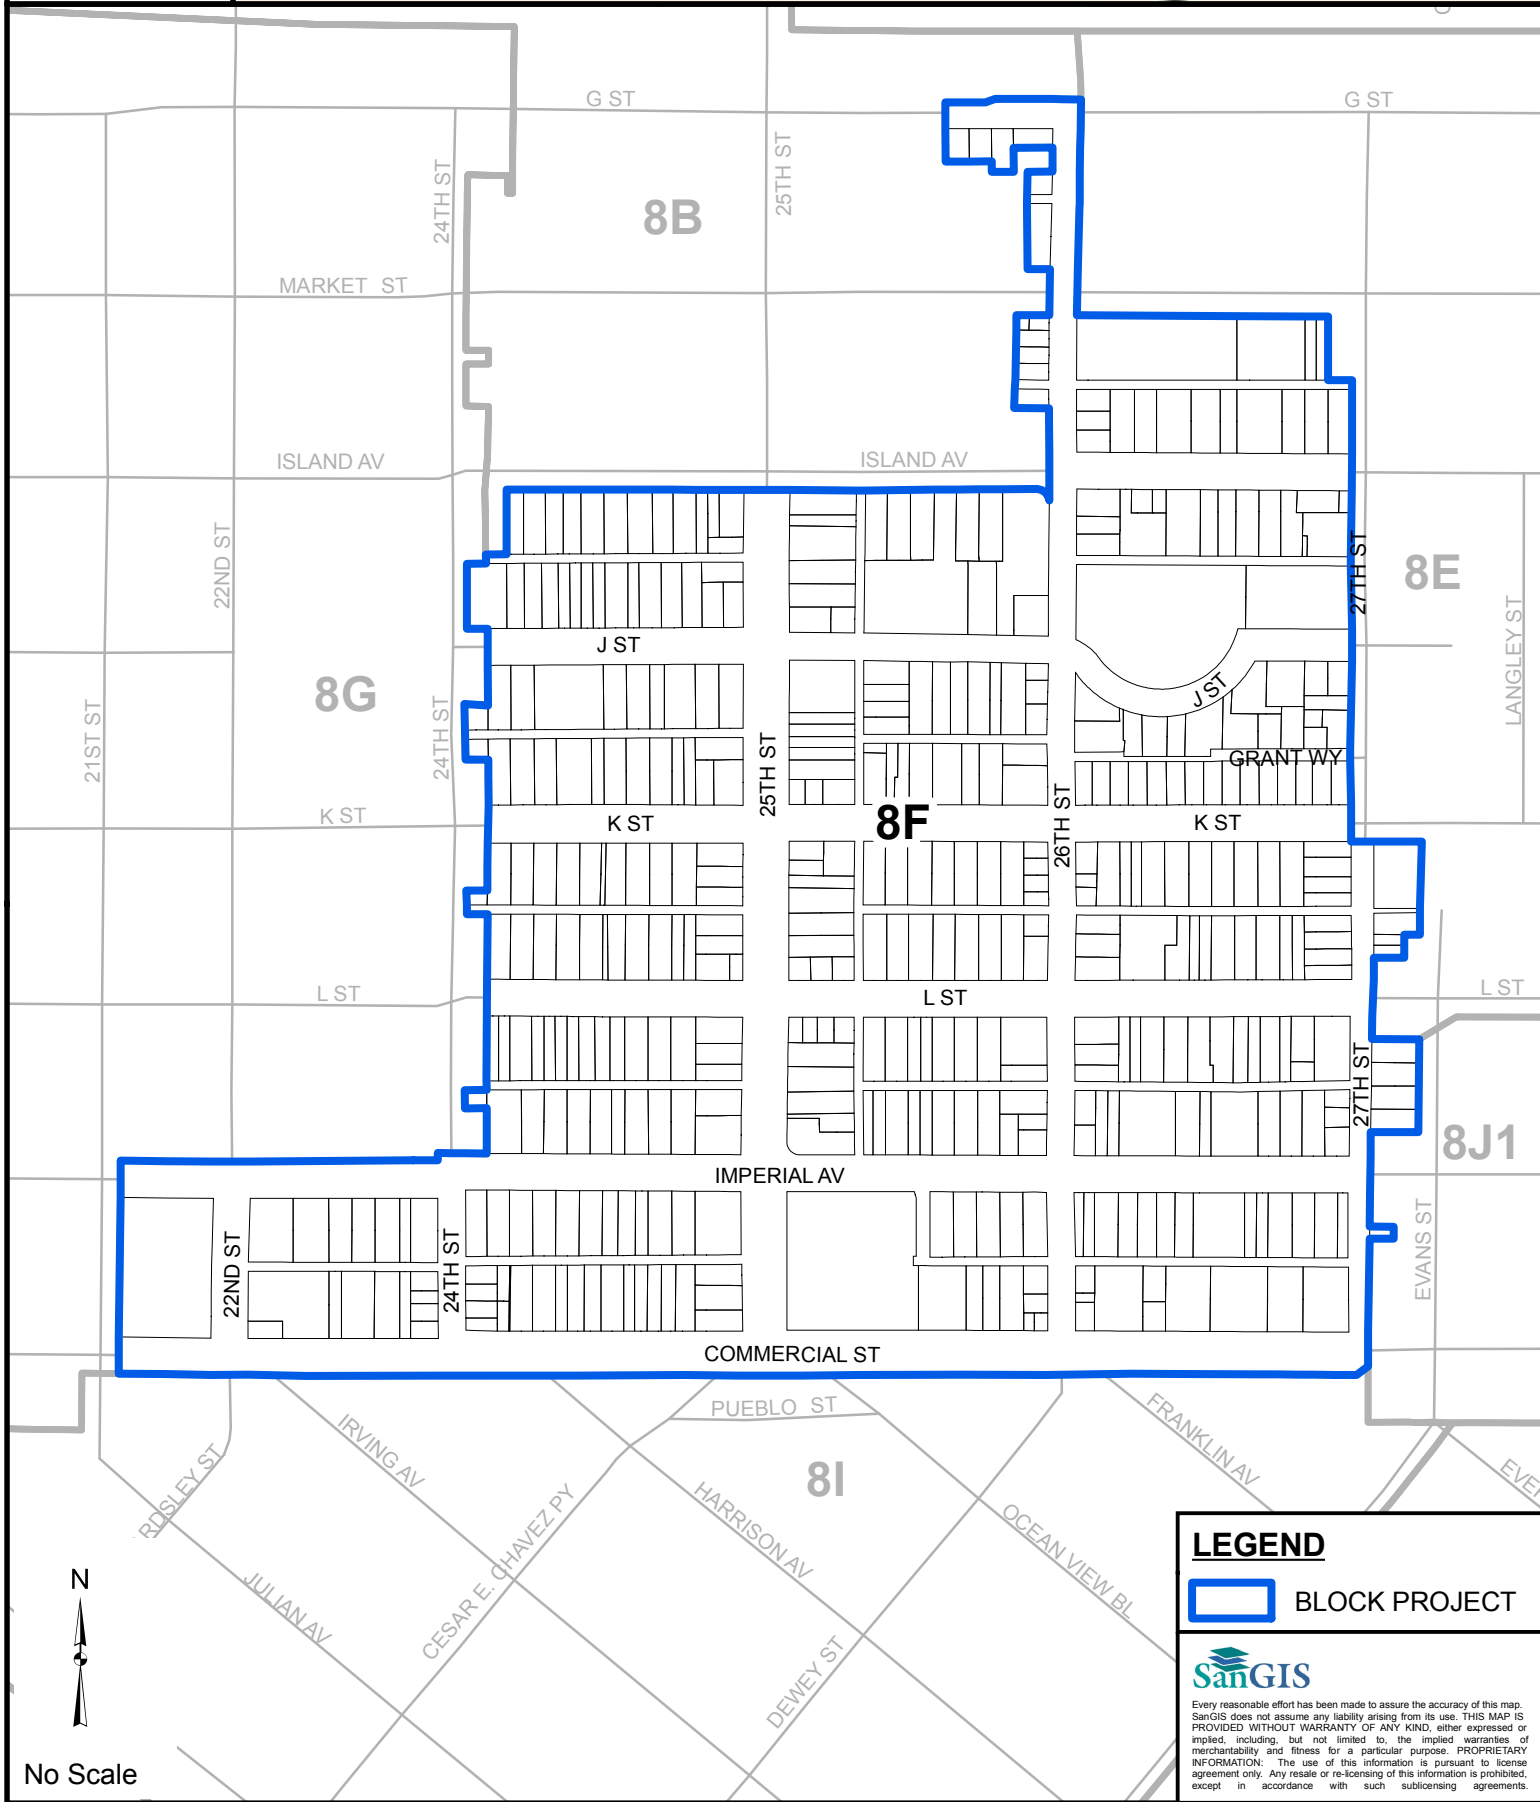 G ST
G ST
24TH ST
25TH ST
8B
MARKET ST
ISLAND AV
ISLAND AV
22ND ST
27TH ST
8E
LANGLEY ST
J ST
8G
J ST
21ST ST
24TH ST
25TH ST
GRANT WY
K ST
K ST
8F
26TH ST
K ST
L ST
L ST
L ST
27TH ST
8J1
IMPERIAL AV
22ND ST
24TH ST
EVANS ST
COMMERCIAL ST
PUEBLO ST
IRVING AV
FRANKLIN AV
RDSLEY ST
8I
HARRISON AV
CESAR E. CHAVEZ PY
OCEAN VIEW BL
EVER
JULIAN AV
DEWEY ST
N
No Scale
LEGEND
BLOCK PROJECT
SanGIS
Every reasonable effort has been made to assure the accuracy of this map.
SanGIS does not assume any liability arising from its use. THIS MAP IS
PROVIDED WITHOUT WARRANTY OF ANY KIND, either expressed or
implied, including, but not limited to, the implied warranties of
merchantability and fitness for a particular purpose. PROPRIETARY
INFORMATION: The use of this information is pursuant to license
agreement only. Any resale or re-licensing of this information is prohibited,
except in accordance with such sublicensing agreements.